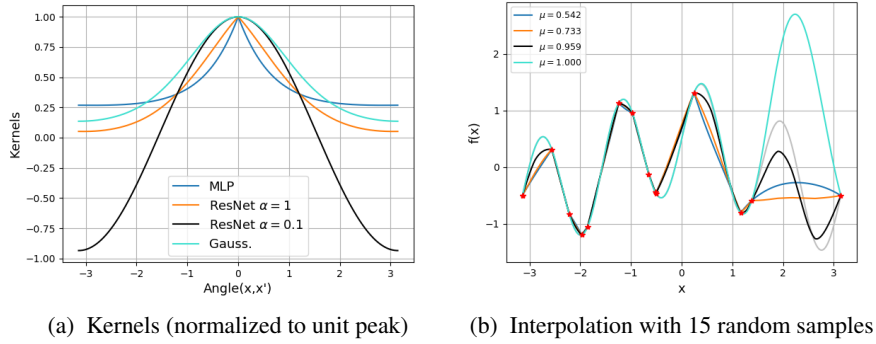 1.00
0.75
0.50
0.25
0.00
−0.25
−0.50
−0.75
−1.00
Kernels
MLP
ResNet α = 1
ResNet α = 0.1
Gauss.
−3 −2 −1 0 1 2 3
Angle(x,x')
(a) Kernels (normalized to unit peak)
μ = 0.542
μ = 0.733
μ = 0.959
μ = 1.000
2
1
0
−1
f(x)
−3 −2 −1 0 1 2 3
x
(b) Interpolation with 15 random samples